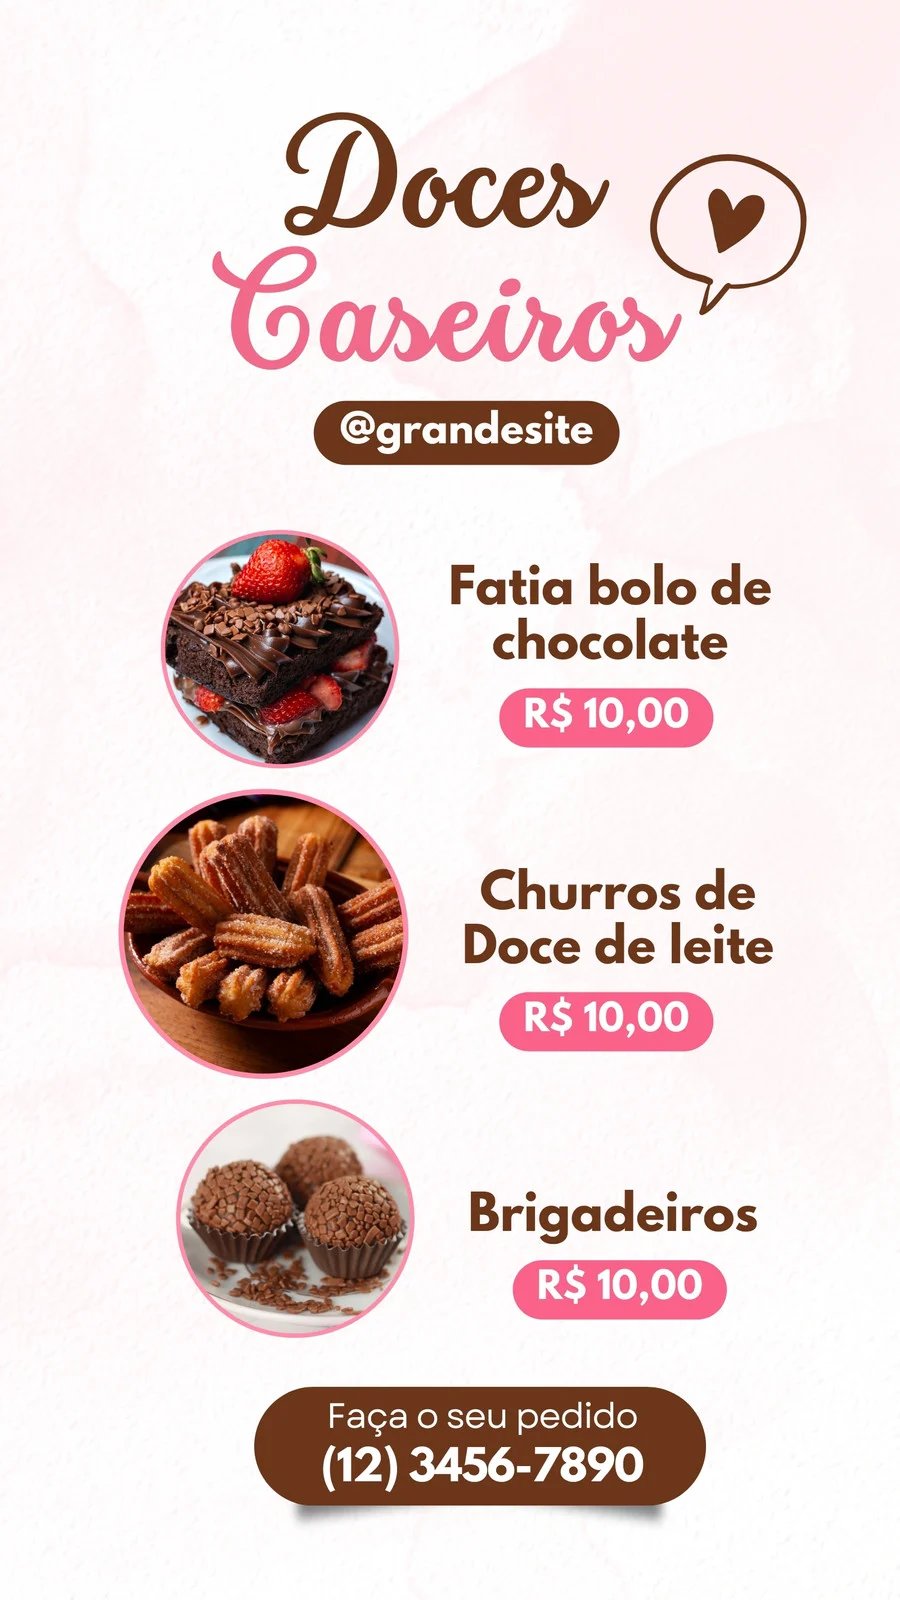 Doces
Caseiros
@grandesite
Fatia bolo de
chocolate
R$ 10,00
Churros de
Doce de leite
R$ 10,00
Brigadeiros
R$ 10,00
Faça o seu pedido
(12) 3456-7890